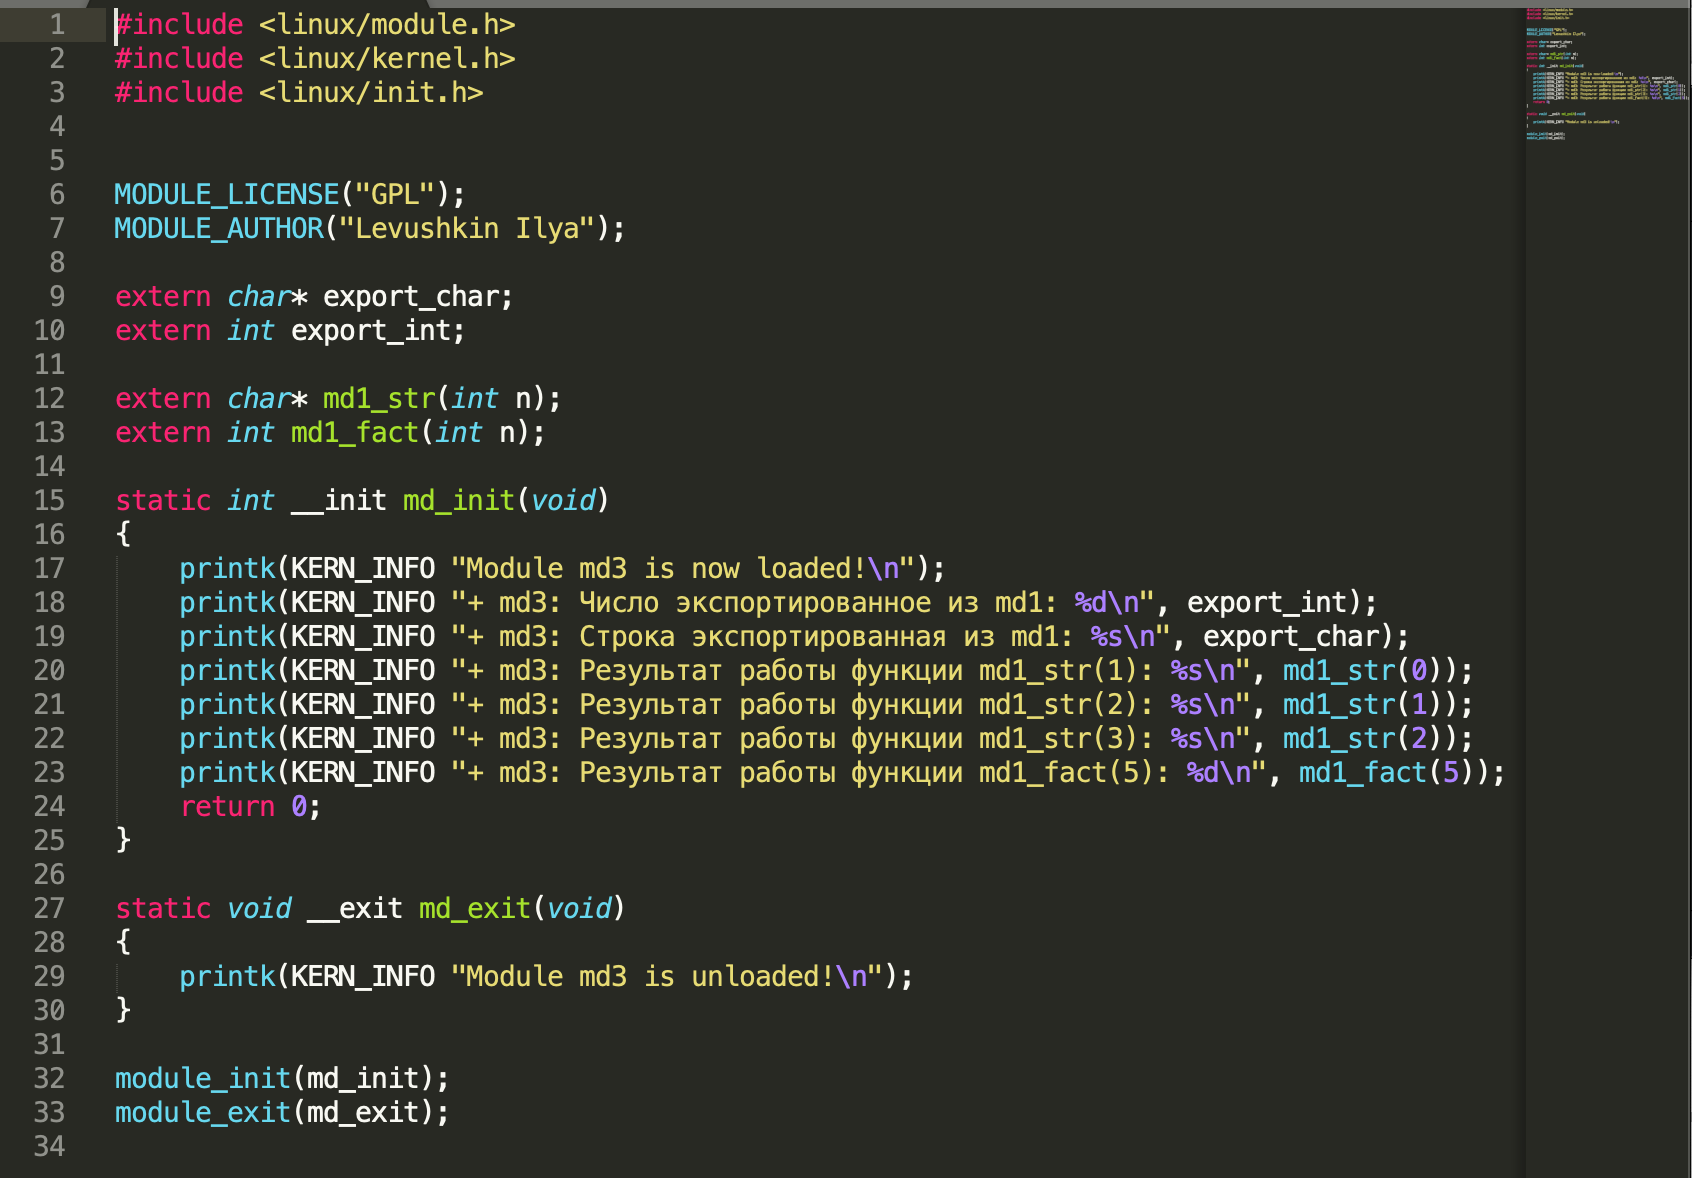 1 #include <linux/module.h>
2 #include <linux/kernel.h>
3 #include <linux/init.h>
4
5
6 MODULE_LICENSE("GPL");
7 MODULE_AUTHOR("Levushkin Ilya");
8
9 extern char* export_char;
10 extern int export_int;
11
12 extern char* md1_str(int n);
13 extern int md1_fact(int n);
14
15 static int __init md_init(void)
16 {
17     printk(KERN_INFO "Module md3 is now loaded!\n");
18     printk(KERN_INFO "+ md3: Число экспортированное из md1: %d\n", export_int);
19     printk(KERN_INFO "+ md3: Строка экспортированная из md1: %s\n", export_char);
20     printk(KERN_INFO "+ md3: Результат работы функции md1_str(1): %s\n", md1_str(0));
21     printk(KERN_INFO "+ md3: Результат работы функции md1_str(2): %s\n", md1_str(1));
22     printk(KERN_INFO "+ md3: Результат работы функции md1_str(3): %s\n", md1_str(2));
23     printk(KERN_INFO "+ md3: Результат работы функции md1_fact(5): %d\n", md1_fact(5));
24     return 0;
25 }
26
27 static void __exit md_exit(void)
28 {
29     printk(KERN_INFO "Module md3 is unloaded!\n");
30 }
31
32 module_init(md_init);
33 module_exit(md_exit);
34